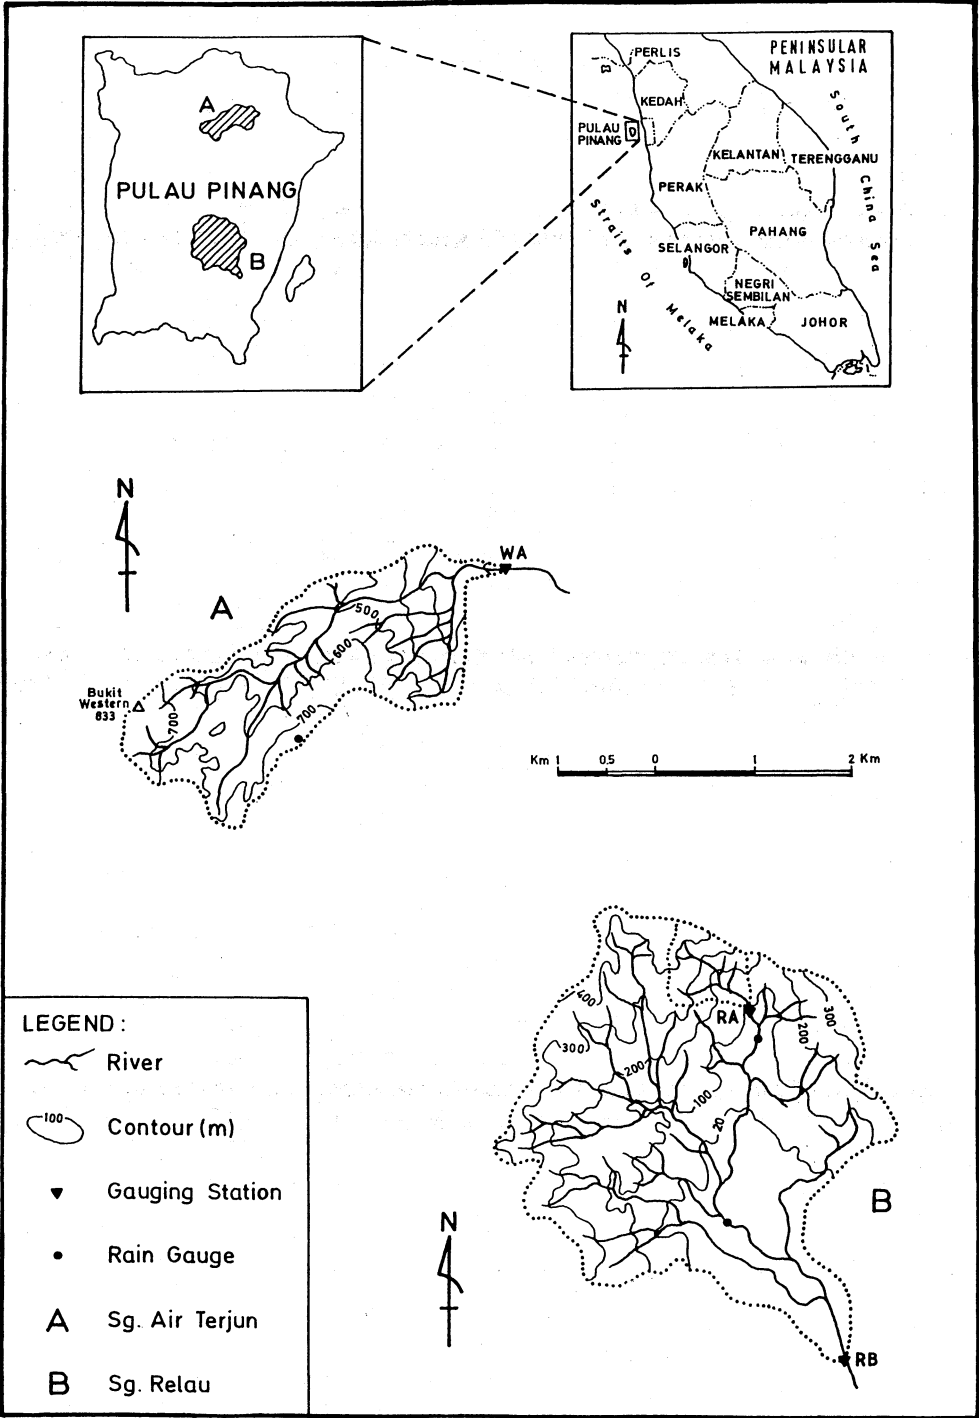 A
PULAU PINANG
B
PENINSULAR
MALAYSIA
PERLIS
KEDAH
PULAU
PINANG
KELANTAN
TERENGGANU
PERAK
PAHANG
SELANGOR
NEGRI
SEMBILAN
MELAKA
JOHOR
South China Sea
Straits Of Melaka
N
N
A
WA
500
600
700
700
Bukit
Western
833
Km 1 0.5 0 1 2 Km
400
300
200
100
20
RA
300
200
B
N
RB
LEGEND :
River
100
Contour (m)
Gauging Station
Rain Gauge
A Sg. Air Terjun
B Sg. Relau